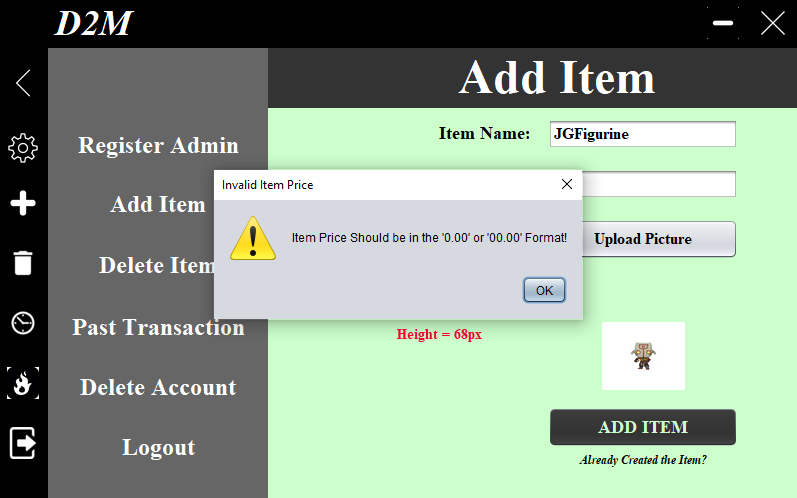 D2M
Add Item
Register Admin
Add Item
Delete Item
Past Transaction
Delete Account
Logout
Item Name:
JGFigurine
Invalid Item Price
Item Price Should be in the '0.00' or '00.00' Format!
OK
Upload Picture
Height = 68px
ADD ITEM
Already Created the Item?